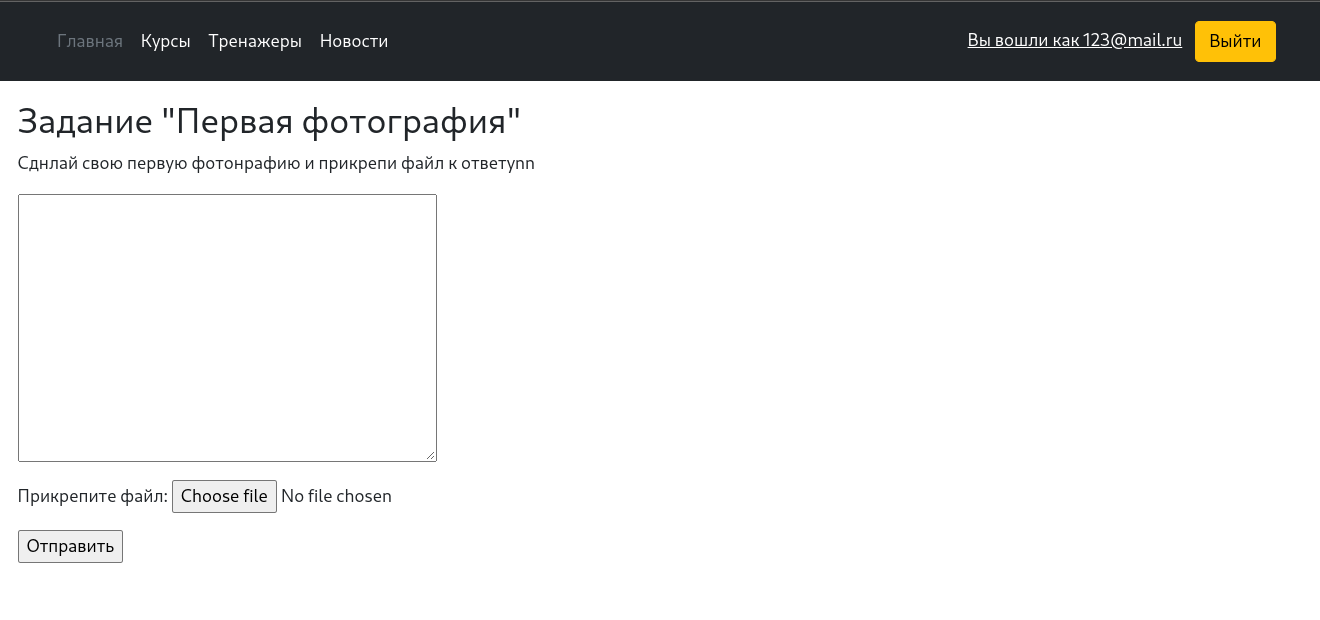 Главная Курсы Тренажеры Новости Вы вошли как 123@mail.ru Выйти
Задание "Первая фотография"
Сднлай свою первую фотонрафию и прикрепи файл к ответупп
Прикрепите файл: Choose file No file chosen
Отправить